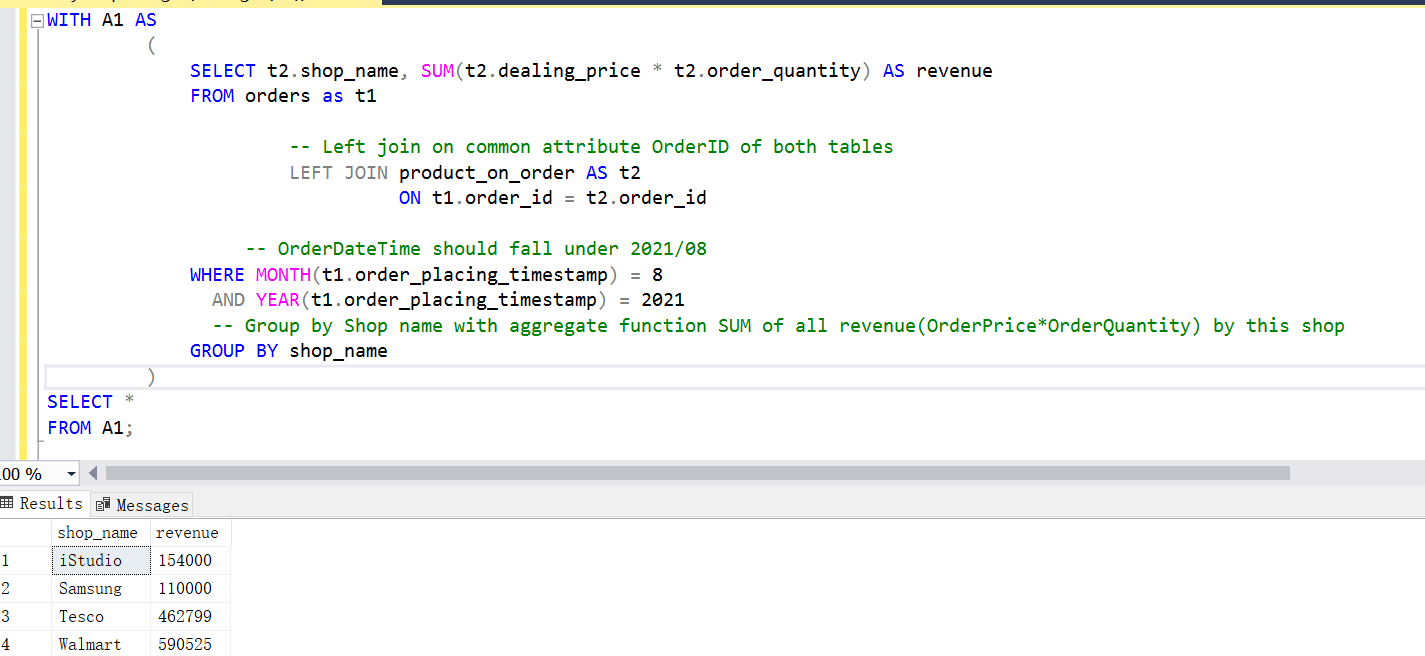 WITH A1 AS
(
SELECT t2.shop_name, SUM(t2.dealing_price * t2.order_quantity) AS revenue
FROM orders as t1
-- Left join on common attribute OrderID of both tables
LEFT JOIN product_on_order AS t2
ON t1.order_id = t2.order_id
-- OrderDateTime should fall under 2021/08
WHERE MONTH(t1.order_placing_timestamp) = 8
AND YEAR(t1.order_placing_timestamp) = 2021
-- Group by Shop name with aggregate function SUM of all revenue(OrderPrice*OrderQuantity) by this shop
GROUP BY shop_name
)
SELECT *
FROM A1;
00 %
Results Messages
shop_name revenue
1 iStudio 154000
2 Samsung 110000
3 Tesco 462799
4 Walmart 590525